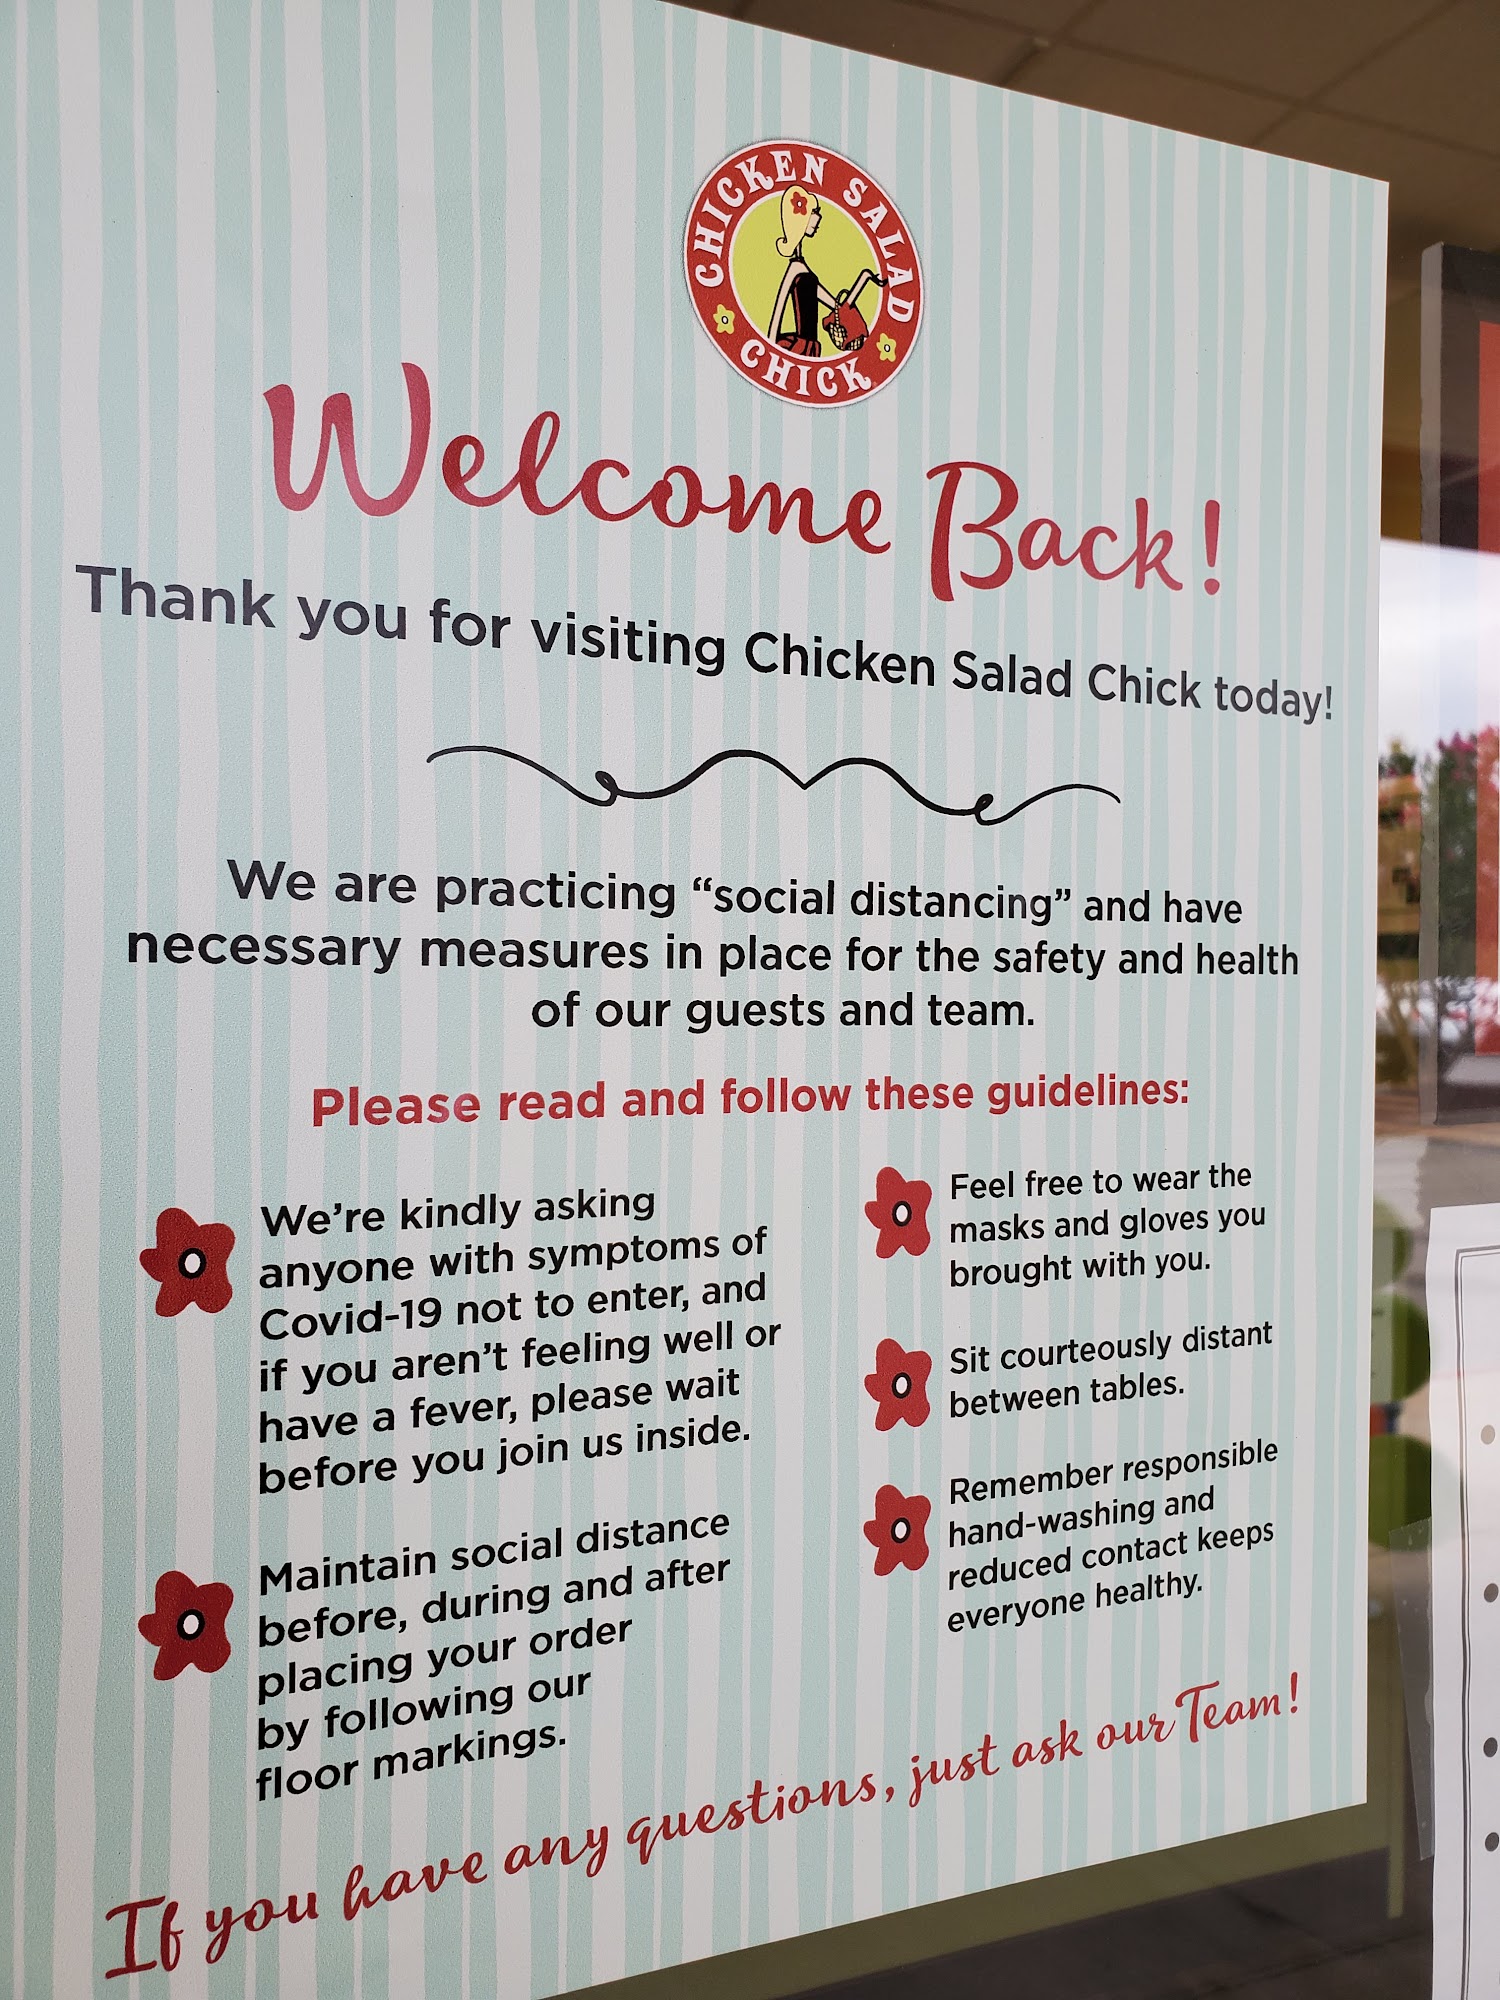 CHICKEN SALAD
CHICK
Welcome Back!
Thank you for visiting Chicken Salad Chick today!
We are practicing “social distancing” and have
necessary measures in place for the safety and health
of our guests and team.
Please read and follow these guidelines:
We’re kindly asking
anyone with symptoms of
Covid-19 not to enter, and
if you aren’t feeling well or
have a fever, please wait
before you join us inside.
Maintain social distance
before, during and after
placing your order
by following our
floor markings.
Feel free to wear the
masks and gloves you
brought with you.
Sit courteously distant
between tables.
Remember responsible
hand-washing and
reduced contact keeps
everyone healthy.
If you have any questions, just ask our Team!